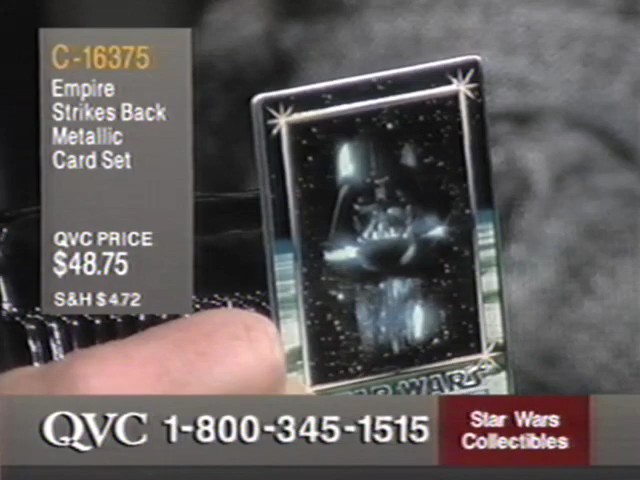 C-16375
Empire
Strikes Back
Metallic
Card Set
QVC PRICE
$48.75
S&H $4.72
STAR WARS
QVC 1-800-345-1515
Star Wars
Collectibles